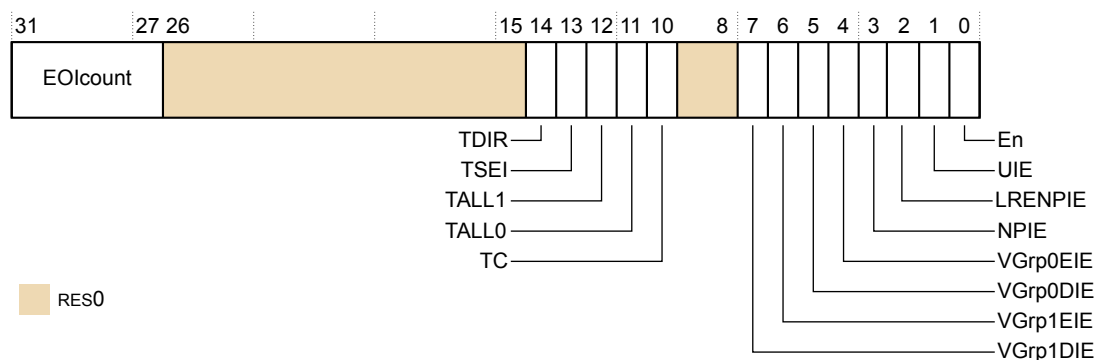 31 27 26 15 14 13 12 11 10 8 7 6 5 4 3 2 1 0
EOIcount
TDIR En
TSEI UIE
TALL1 LRENPIE
TALL0 NPIE
TC VGrp0EIE
RES0 VGrp0DIE
VGrp1EIE
VGrp1DIE